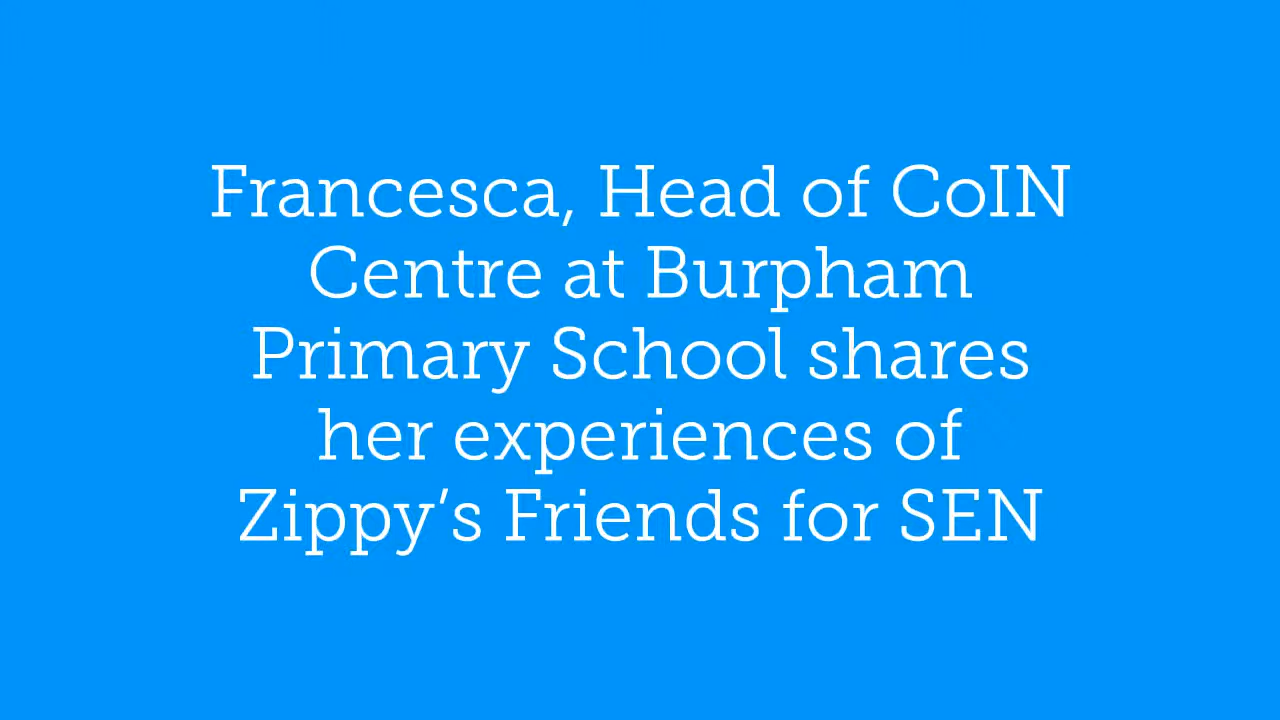 Francesca, Head of CoIN
Centre at Burpham
Primary School shares
her experiences of
Zippy’s Friends for SEN